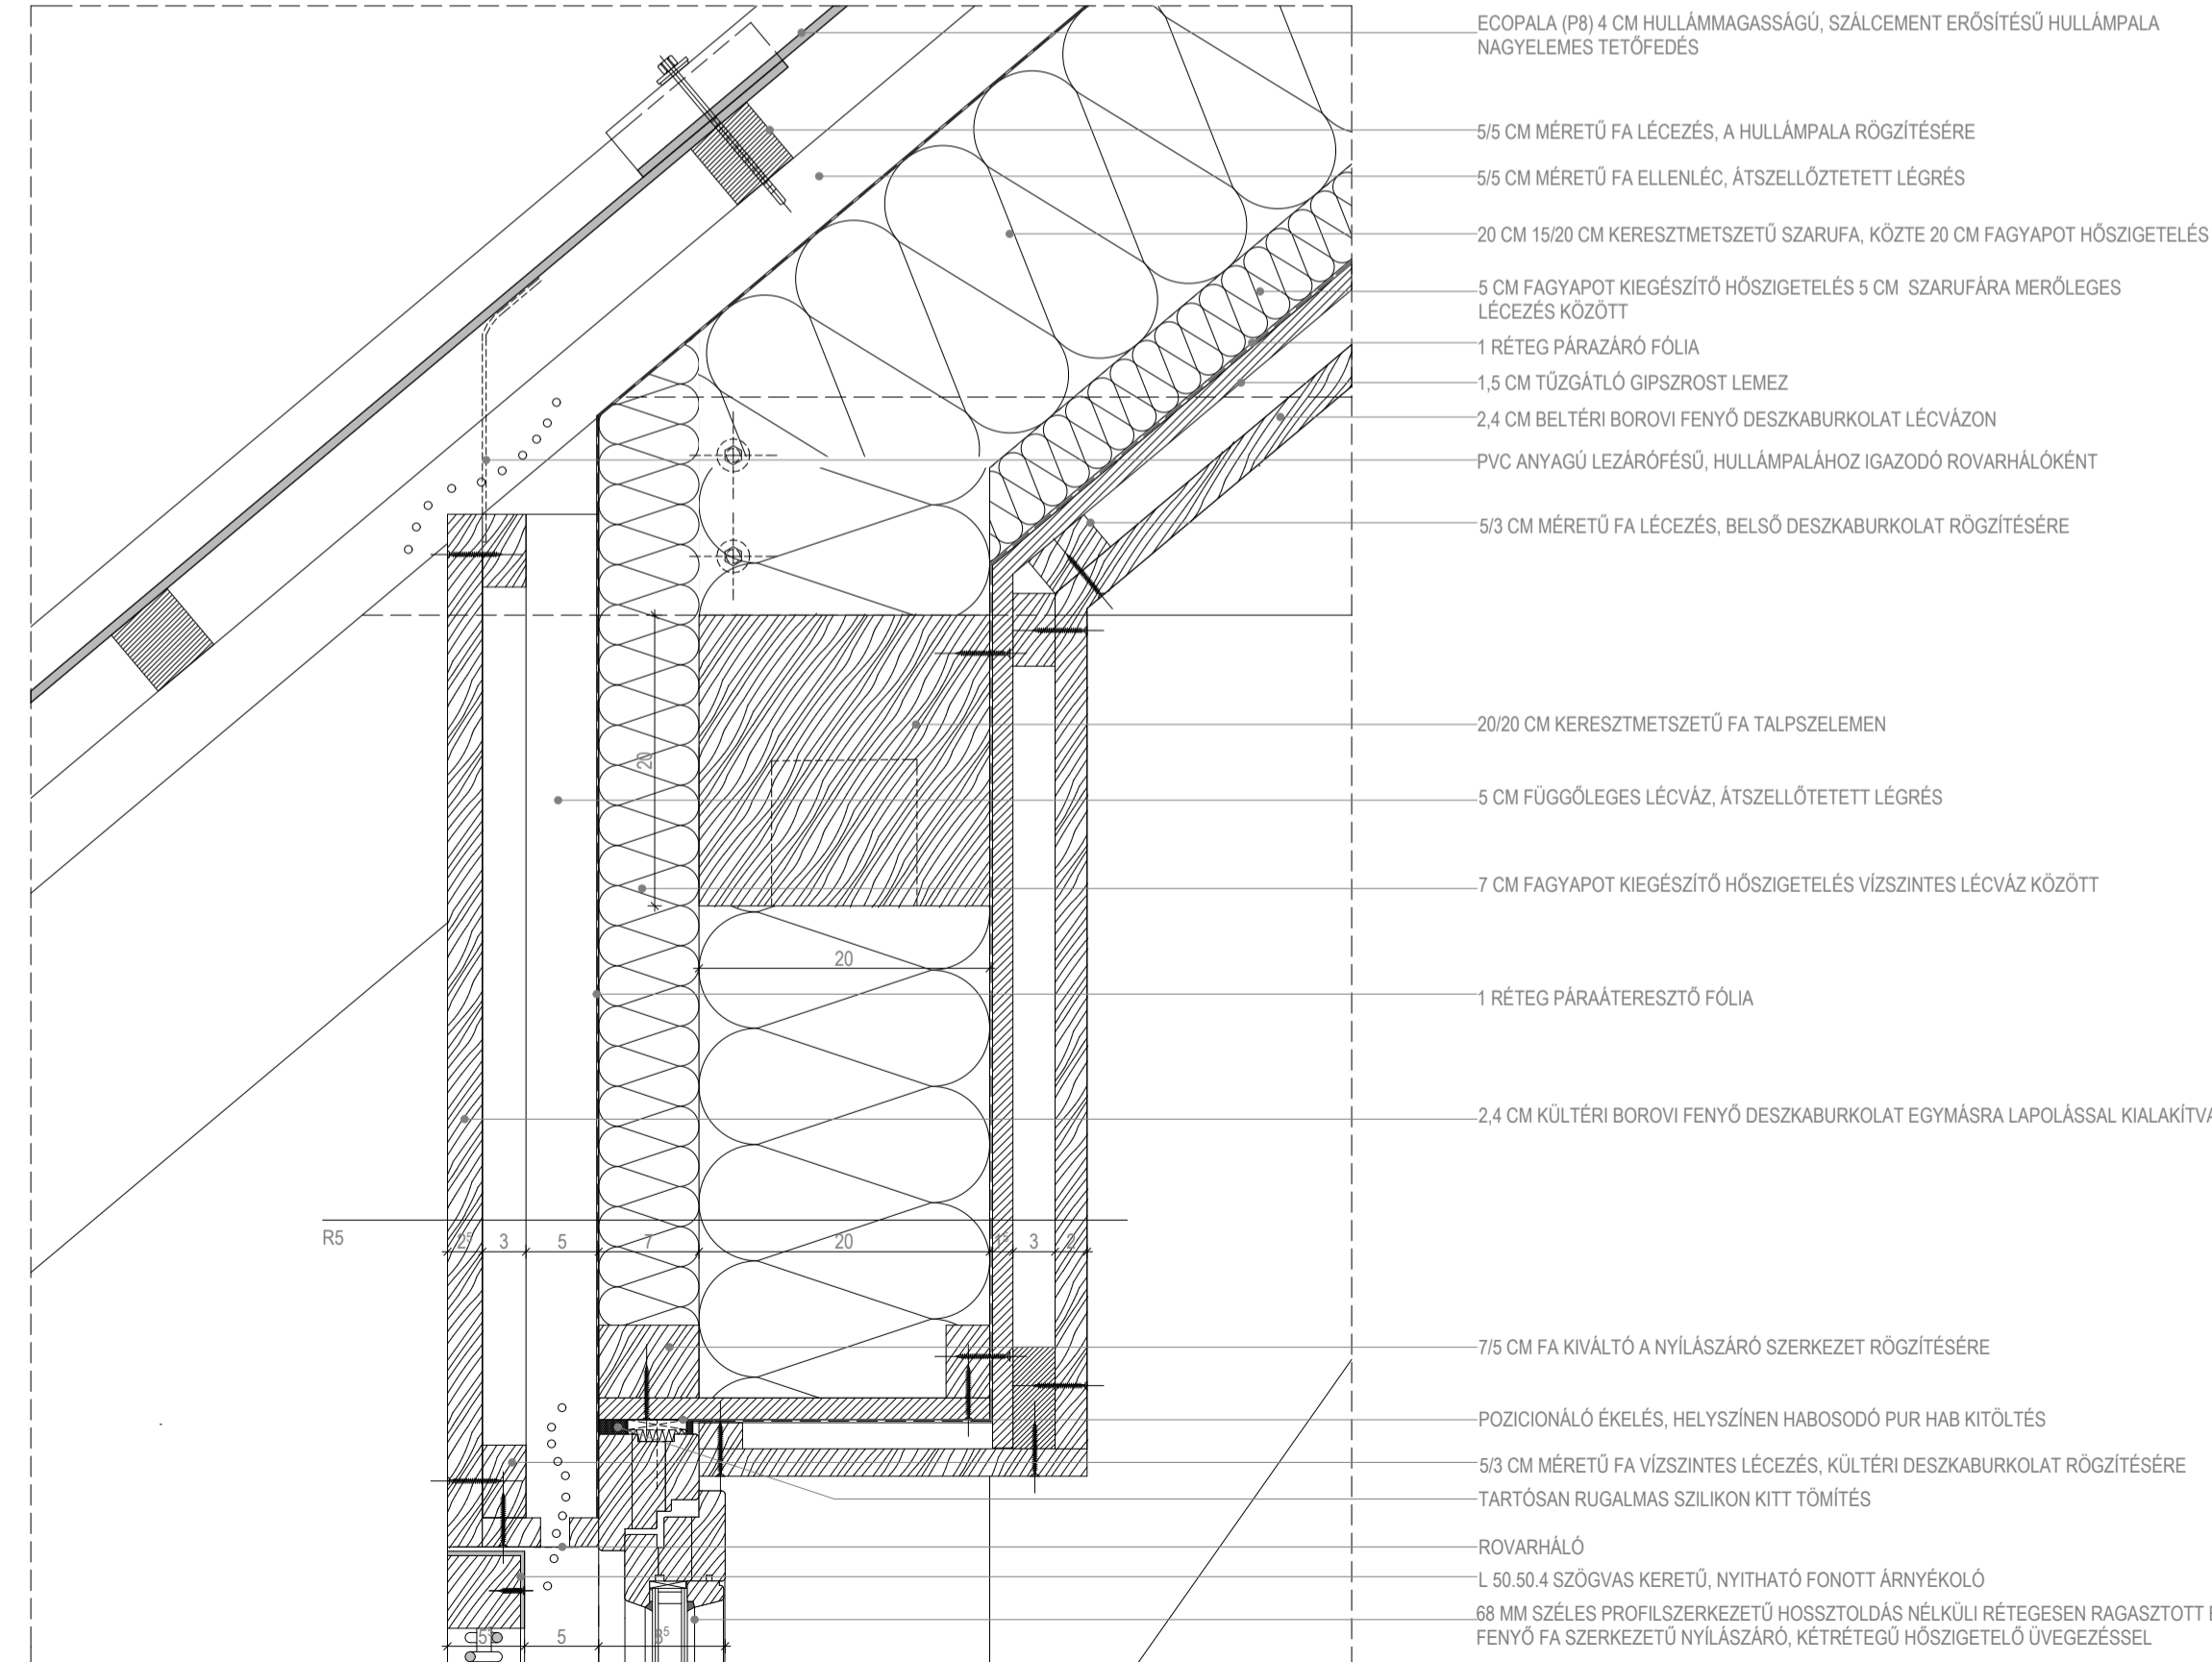 ECOPALA (P8) 4 CM HULLÁMMAGASSÁGÚ, SZÁLCEMENT ERŐSÍTÉSŰ HULLÁMPALA
NAGYELEMES TETŐFEDÉS
5/5 CM MÉRETŰ FA LÉCEZÉS, A HULLÁMPALA RÖGZÍTÉSÉRE
5/5 CM MÉRETŰ FA ELLENLÉC, ÁTSZELLŐZTETETT LÉGRÉS
20 CM 15/20 CM KERESZTMETSZETŰ SZARUFA, KÖZTE 20 CM FAGYAPOT HŐSZIGETELÉS
5 CM FAGYAPOT KIEGÉSZÍTŐ HŐSZIGETELÉS 5 CM SZARUFÁRA MERŐLEGES
LÉCEZÉS KÖZÖTT
1 RÉTEG PÁRAZÁRÓ FÓLIA
1,5 CM TŰZGÁTLÓ GIPSZROST LEMEZ
2,4 CM BELTÉRI BOROVI FENYŐ DESZKABURKOLAT LÉCVÁZON
PVC ANYAGÚ LEZÁRÓFÉSŰ, HULLÁMPALÁHOZ IGAZODÓ ROVARHÁLÓKÉNT
5/3 CM MÉRETŰ FA LÉCEZÉS, BELSŐ DESZKABURKOLAT RÖGZÍTÉSÉRE
20/20 CM KERESZTMETSZETŰ FA TALPSZELEMEN
20
5 CM FÜGGŐLEGES LÉCVÁZ, ÁTSZELLŐTETETT LÉGRÉS
7 CM FAGYAPOT KIEGÉSZÍTŐ HŐSZIGETELÉS VÍZSZINTES LÉCVÁZ KÖZÖTT
20
1 RÉTEG PÁRAÁTERESZTŐ FÓLIA
2,4 CM KÜLTÉRI BOROVI FENYŐ DESZKABURKOLAT EGYMÁSRA LAPOLÁSSAL KIALAKÍTVA
R5
2⁵ 3 5 7 20 1⁵ 3 2
7/5 CM FA KIVÁLTÓ A NYÍLÁSZÁRÓ SZERKEZET RÖGZÍTÉSÉRE
POZICIONÁLÓ ÉKELÉS, HELYSZÍNEN HABOSODÓ PUR HAB KITÖLTÉS
5/3 CM MÉRETŰ FA VÍZSZINTES LÉCEZÉS, KÜLTÉRI DESZKABURKOLAT RÖGZÍTÉSÉRE
TARTÓSAN RUGALMAS SZILIKON KITT TÖMÍTÉS
ROVARHÁLÓ
L 50.50.4 SZÖGVAS KERETŰ, NYITHATÓ FONOTT ÁRNYÉKOLÓ
68 MM SZÉLES PROFILSZERKEZETŰ HOSSZTOLDÁS NÉLKÜLI RÉTEGESEN RAGASZTOTT
FENYŐ FA SZERKEZETŰ NYÍLÁSZÁRÓ, KÉTRÉTEGŰ HŐSZIGETELŐ ÜVEGEZÉSSEL
5 8⁵